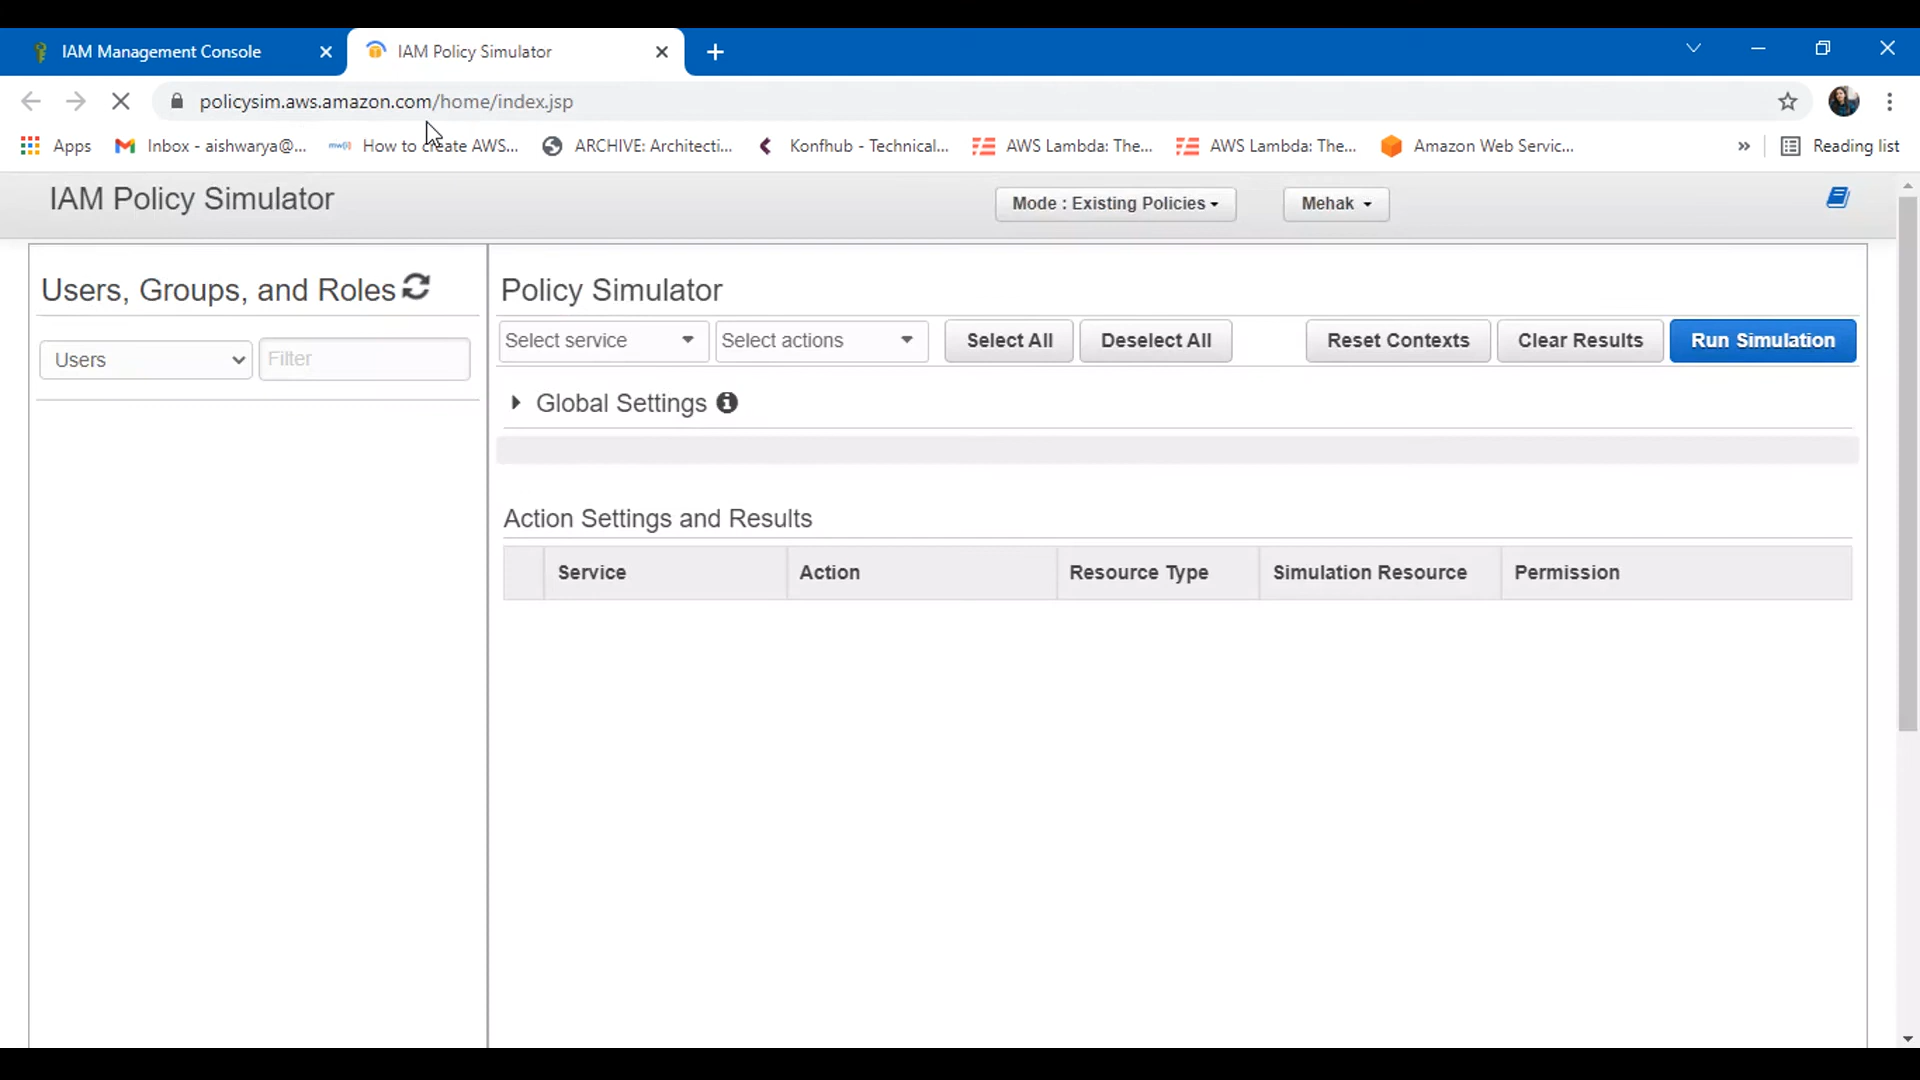 IAM Management Console
IAM Policy Simulator
policysim.aws.amazon.com/home/index.jsp
Apps
Inbox - aishwarya@...
How to create AWS...
ARCHIVE: Architecti...
Konfhub - Technical...
AWS Lambda: The...
AWS Lambda: The...
Amazon Web Servic...
»
Reading list
IAM Policy Simulator
Mode : Existing Policies
Mehak
Users, Groups, and Roles
Users
Filter
Policy Simulator
Select service
Select actions
Select All
Deselect All
Reset Contexts
Clear Results
Run Simulation
Global Settings
Action Settings and Results
Service
Action
Resource Type
Simulation Resource
Permission